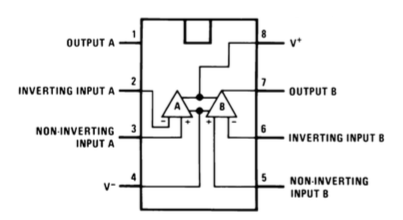 1
OUTPUT A
8
V+
2
INVERTING INPUT A
7
OUTPUT B
A
B
− + + −
3
NON-INVERTING
INPUT A
6
INVERTING INPUT B
4
V−
5
NON-INVERTING
INPUT B